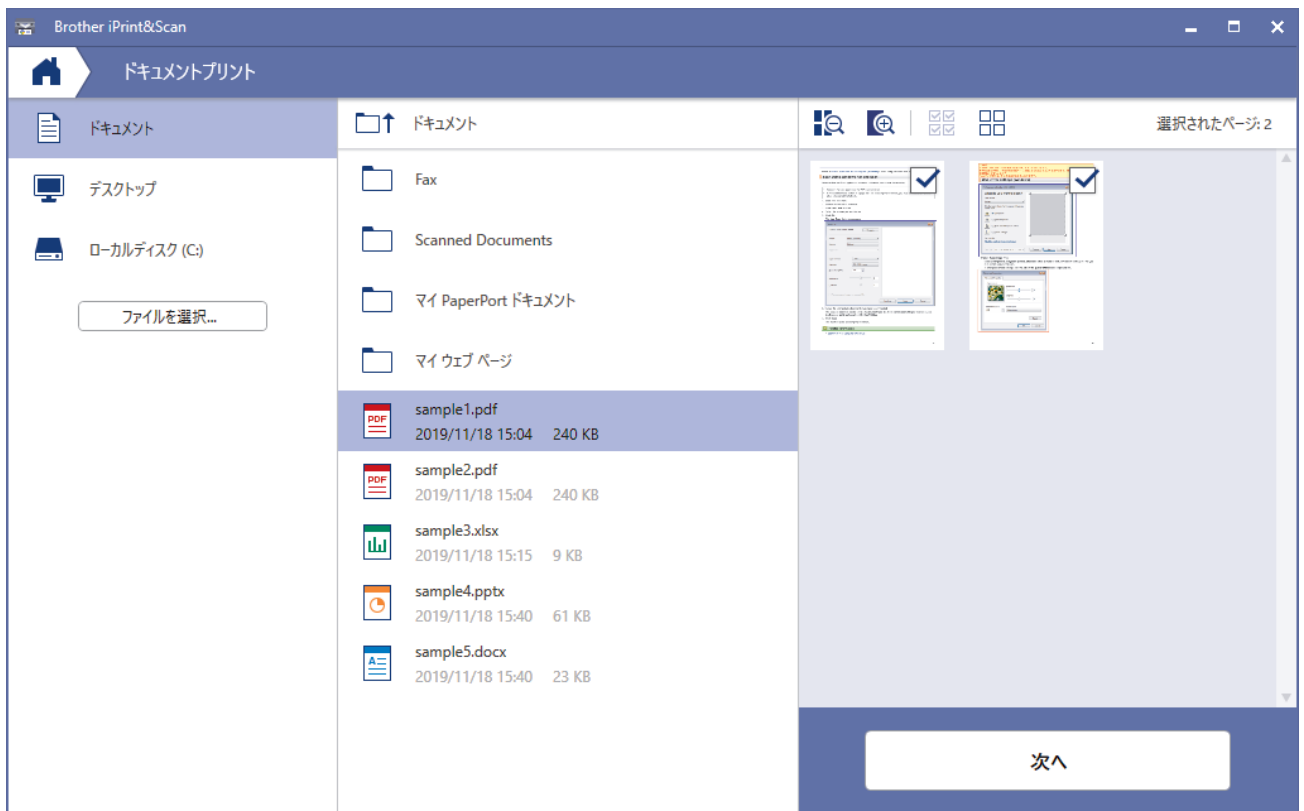 Brother iPrint&Scan
ドキュメントプリント
ドキュメント
デスクトップ
ローカルディスク (C:)
ファイルを選択...
ドキュメント
Fax
Scanned Documents
マイ PaperPort ドキュメント
マイ ウェブ ページ
PDF
sample1.pdf
2019/11/18 15:04 240 KB
PDF
sample2.pdf
2019/11/18 15:04 240 KB
sample3.xlsx
2019/11/18 15:15 9 KB
sample4.pptx
2019/11/18 15:40 61 KB
A
sample5.docx
2019/11/18 15:40 23 KB
選択されたページ: 2
次へ